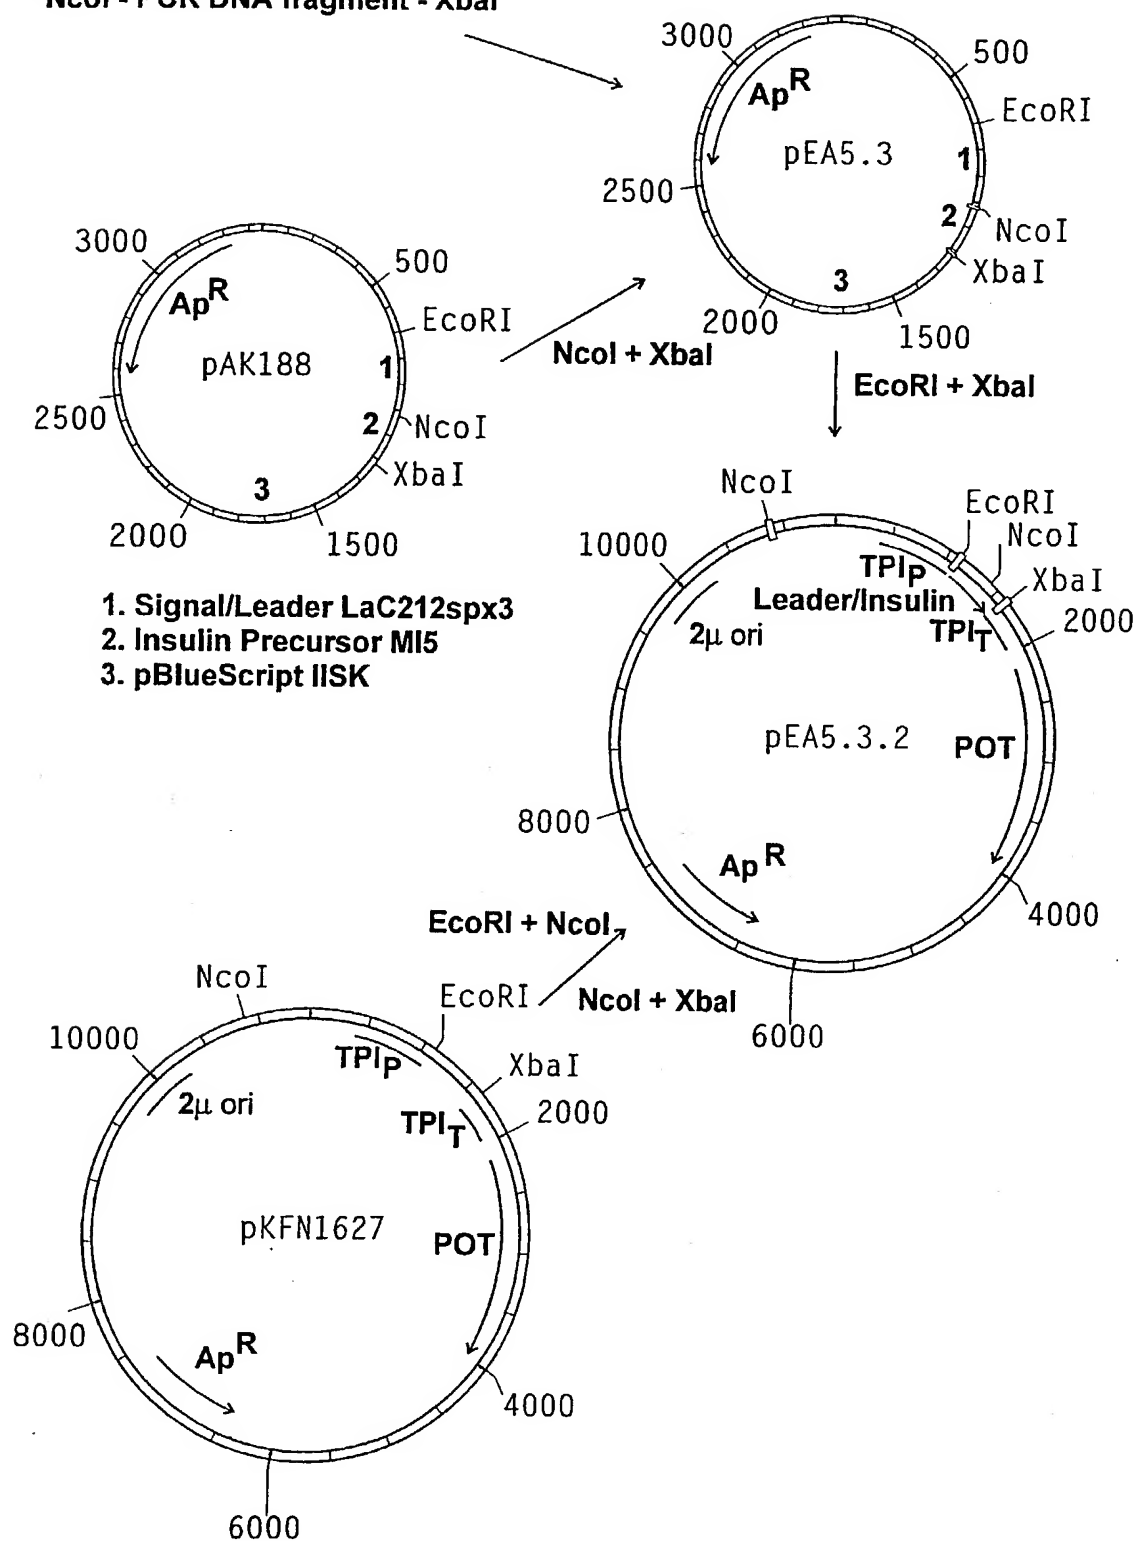 NcoI - PCR DNA fragment - XbaI
3000
500
EcoRI
ApR
pEA5.3
1
2500
2
NcoI
XbaI
3
2000
1500
3000
500
EcoRI
ApR
pAK188
1
2500
2
NcoI
XbaI
3
2000
1500
NcoI + XbaI
EcoRI + XbaI
1. Signal/Leader LaC212spx3
2. Insulin Precursor MI5
3. pBlueScript IISK
NcoI
EcoRI
NcoI
XbaI
10000
TPIP
Leader/Insulin
TPIT
2000
2μ ori
pEA5.3.2
POT
8000
ApR
4000
6000
EcoRI + NcoI
NcoI + XbaI
NcoI
EcoRI
10000
TPIP
XbaI
2μ ori
TPIT
2000
pKFN1627
POT
8000
ApR
4000
6000